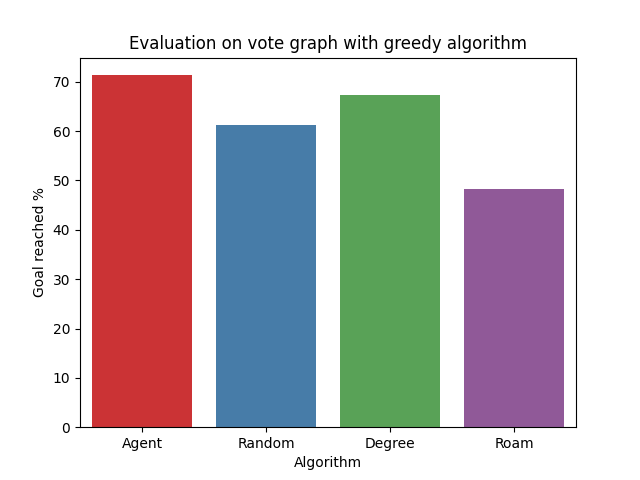 Evaluation on vote graph with greedy algorithm
Goal reached %
70
60
50
40
30
20
10
0
Agent
Random
Degree
Roam
Algorithm